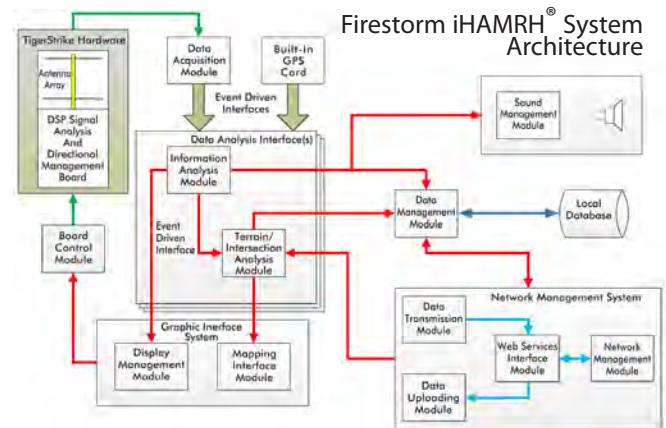 Firestorm iHAMRH® System
Architecture
TigerStrike Hardware
Antenna
Array
DSP Signal
Analysis
And
Directional
Management
Board
Data
Acquisition
Module
Built-in
GPS
Card
Event Driven
Interfaces
Sound
Management
Module
Data Analysis Interface(s)
Information
Analysis
Module
Data
Management
Module
Local
Database
Board
Control
Module
Event
Driven
Interface
Terrain/
Intersection
Analysis
Module
Network Management System
Data
Transmission
Module
Web Services
Interface
Module
Network
Management
Module
Data
Uploading
Module
Graphic Inerface
System
Display
Management
Module
Mapping
Interface
Module